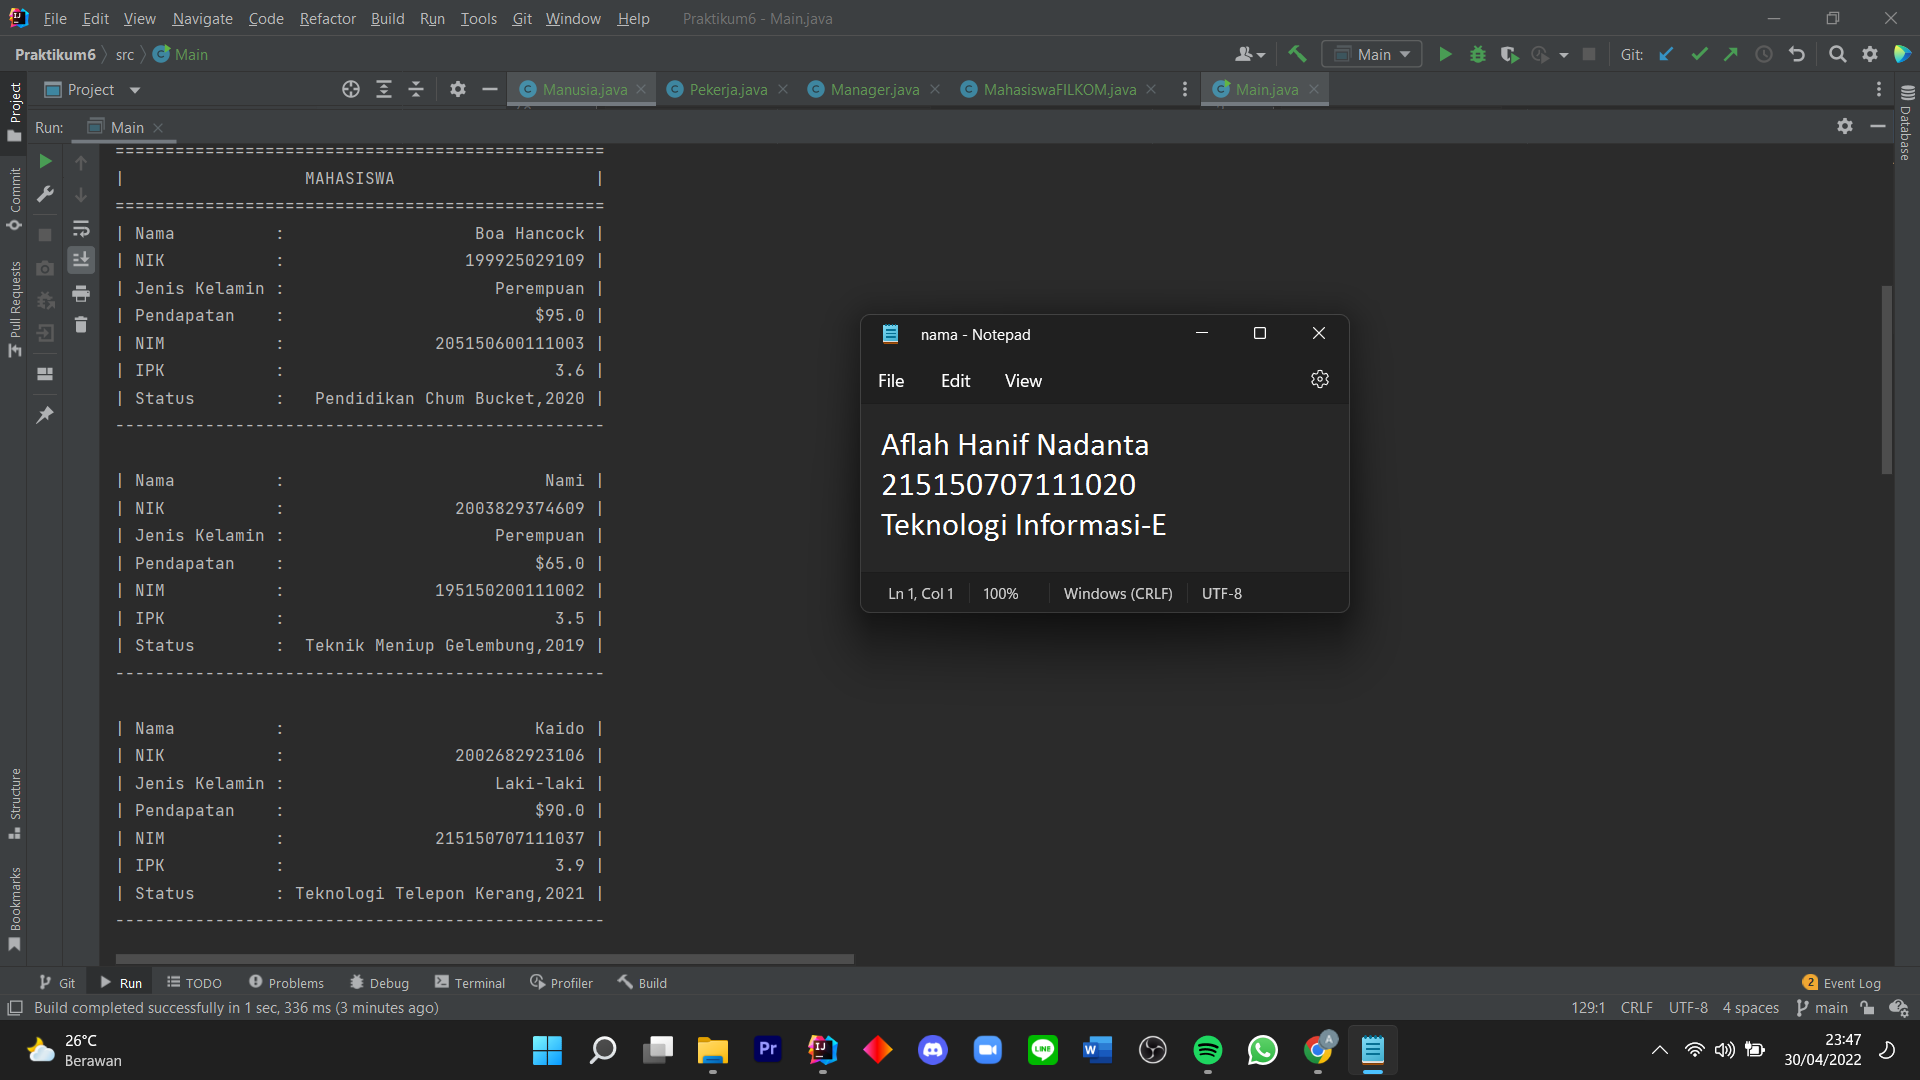 File Edit View Navigate Code Refactor Build Run Tools Git Window Help Praktikum6 - Main.java
Praktikum6 src Main Main Git:
Project Manusia.java Pekerja.java Manager.java MahasiswaFILKOM.java Main.java
Run: Main
Project
Commit
Pull Requests
Structure
Bookmarks
Database
=================================================
| MAHASISWA |
=================================================
| Nama : Boa Hancock |
| NIK : 199925029109 |
| Jenis Kelamin : Perempuan |
| Pendapatan : $95.0 |
| NIM : 205150600111003 |
| IPK : 3.6 |
| Status : Pendidikan Chum Bucket,2020 |
-------------------------------------------------
| Nama : Nami |
| NIK : 2003829374609 |
| Jenis Kelamin : Perempuan |
| Pendapatan : $65.0 |
| NIM : 195150200111002 |
| IPK : 3.5 |
| Status : Teknik Meniup Gelembung,2019 |
-------------------------------------------------
| Nama : Kaido |
| NIK : 2002682923106 |
| Jenis Kelamin : Laki-laki |
| Pendapatan : $90.0 |
| NIM : 215150707111037 |
| IPK : 3.9 |
| Status : Teknologi Telepon Kerang,2021 |
-------------------------------------------------
nama - Notepad
File Edit View
Aflah Hanif Nadanta
215150707111020
Teknologi Informasi-E
Ln 1, Col 1 100% Windows (CRLF) UTF-8
Git Run TODO Problems Debug Terminal Profiler Build 2 Event Log
Build completed successfully in 1 sec, 336 ms (3 minutes ago) 129:1 CRLF UTF-8 4 spaces main
26°C
Berawan
Pr
IJ
LINE
W
A
23:47
30/04/2022